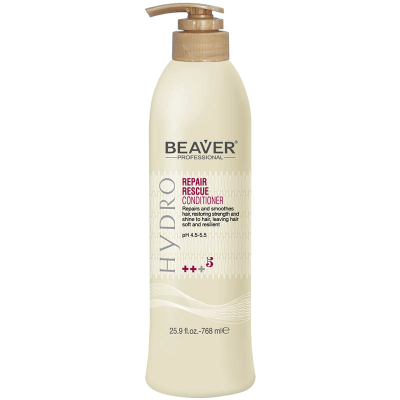 BEAVER®
PROFESSIONAL
HYDRO
REPAIR
RESCUE
CONDITIONER
Repairs and smoothes
hair, restoring strength and
shine to hair, leaving hair
soft and resilient
pH 4.5-5.5
+++5
25.9 fl.oz.-768 ml℮